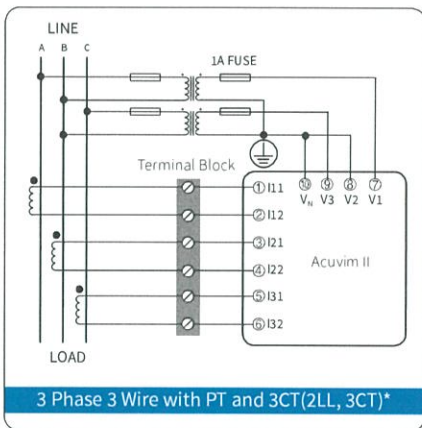 LINE
A B C
1A FUSE
Terminal Block
⑩ ⑨ ⑧ ⑦
VN V3 V2 V1
① I11
② I12
③ I21
④ I22
⑤ I31
⑥ I32
Acuvim II
LOAD
3 Phase 3 Wire with PT and 3CT(2LL, 3CT)*